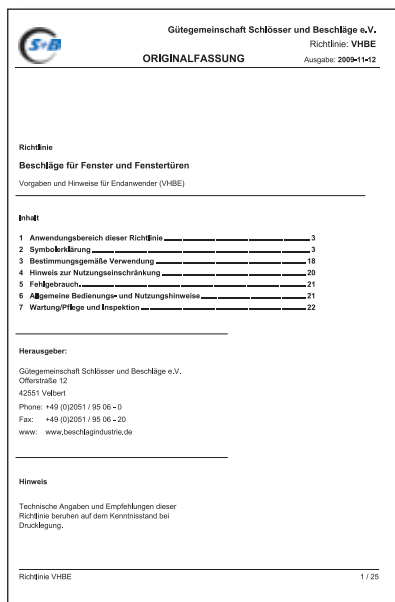 S+B
Gütegemeinschaft Schlösser und Beschläge e.V.
Richtlinie: VHBE
ORIGINALFASSUNG Ausgabe: 2009-11-12
Richtlinie
Beschläge für Fenster und Fenstertüren
Vorgaben und Hinweise für Endanwender (VHBE)
Inhalt
1 Anwendungsbereich dieser Richtlinie 3
2 Symbolerklärung 3
3 Bestimmungsgemäße Verwendung 18
4 Hinweis zur Nutzungseinschränkung 20
5 Fehlgebrauch 21
6 Allgemeine Bedienungs- und Nutzungshinweise 21
7 Wartung/Pflege und Inspektion 22
Herausgeber:
Gütegemeinschaft Schlösser und Beschläge e.V.
Offerstraße 12
42551 Velbert
Phone: +49 (0)2051 / 95 06 - 0
Fax: +49 (0)2051 / 95 06 - 20
www: www.beschlagindustrie.de
Hinweis
Technische Angaben und Empfehlungen dieser
Richtlinie beruhen auf dem Kenntnisstand bei
Drucklegung.
Richtlinie VHBE 1 / 25